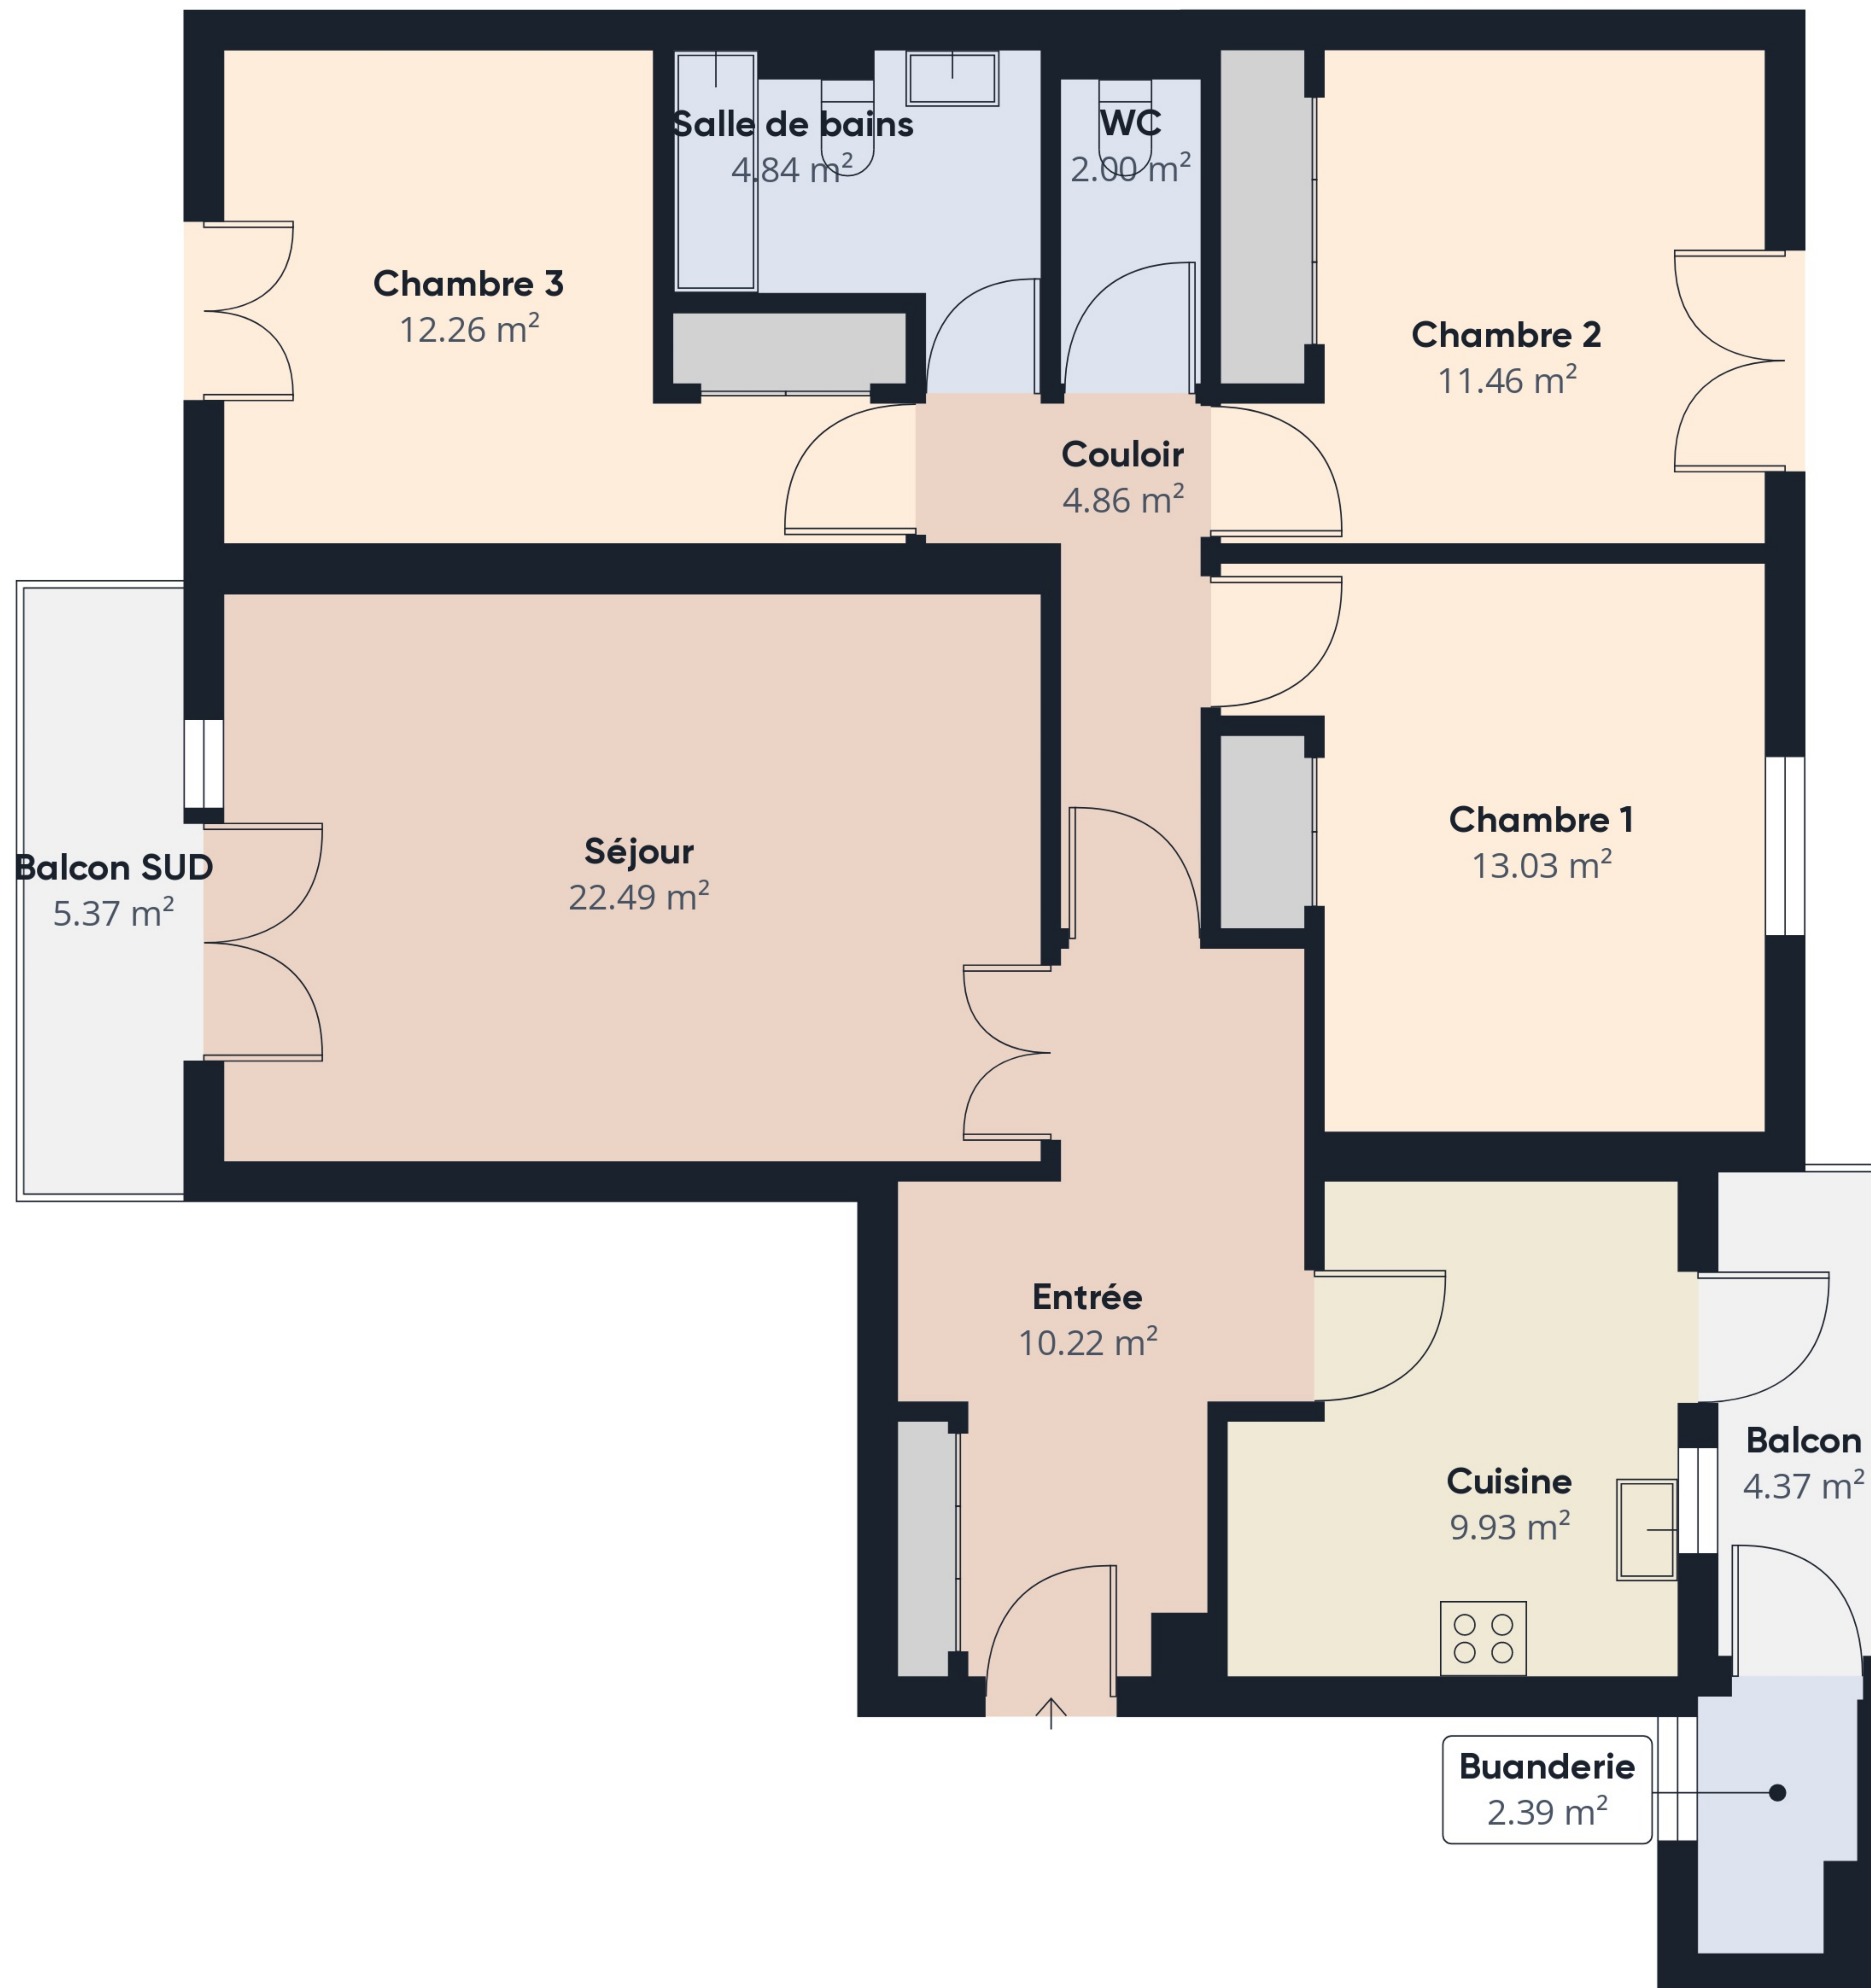 Salle de bains
4.84 m²
WC
2.00 m²
Chambre 3
12.26 m²
Chambre 2
11.46 m²
Couloir
4.86 m²
Chambre 1
13.03 m²
Séjour
22.49 m²
Balcon SUD
5.37 m²
Entrée
10.22 m²
Cuisine
9.93 m²
Balcon
4.37 m²
Buanderie
2.39 m²